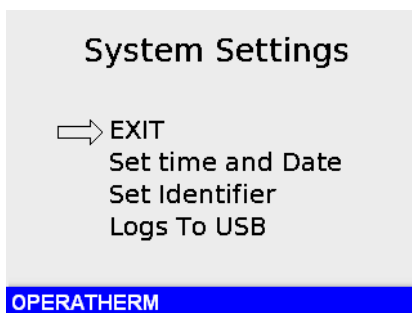 System Settings
EXIT
Set time and Date
Set Identifier
Logs To USB
OPERATHERM